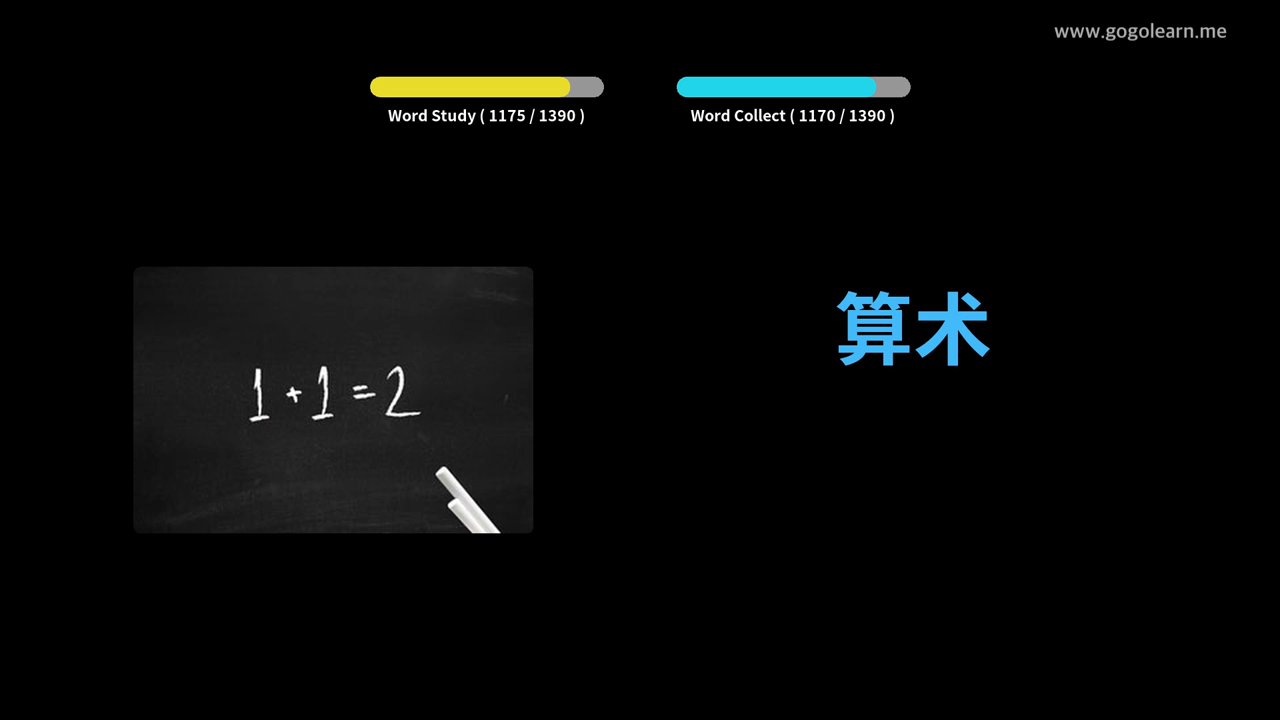 www.gogolearn.me
Word Study ( 1175 / 1390 )
Word Collect ( 1170 / 1390 )
1 + 1 = 2
算术